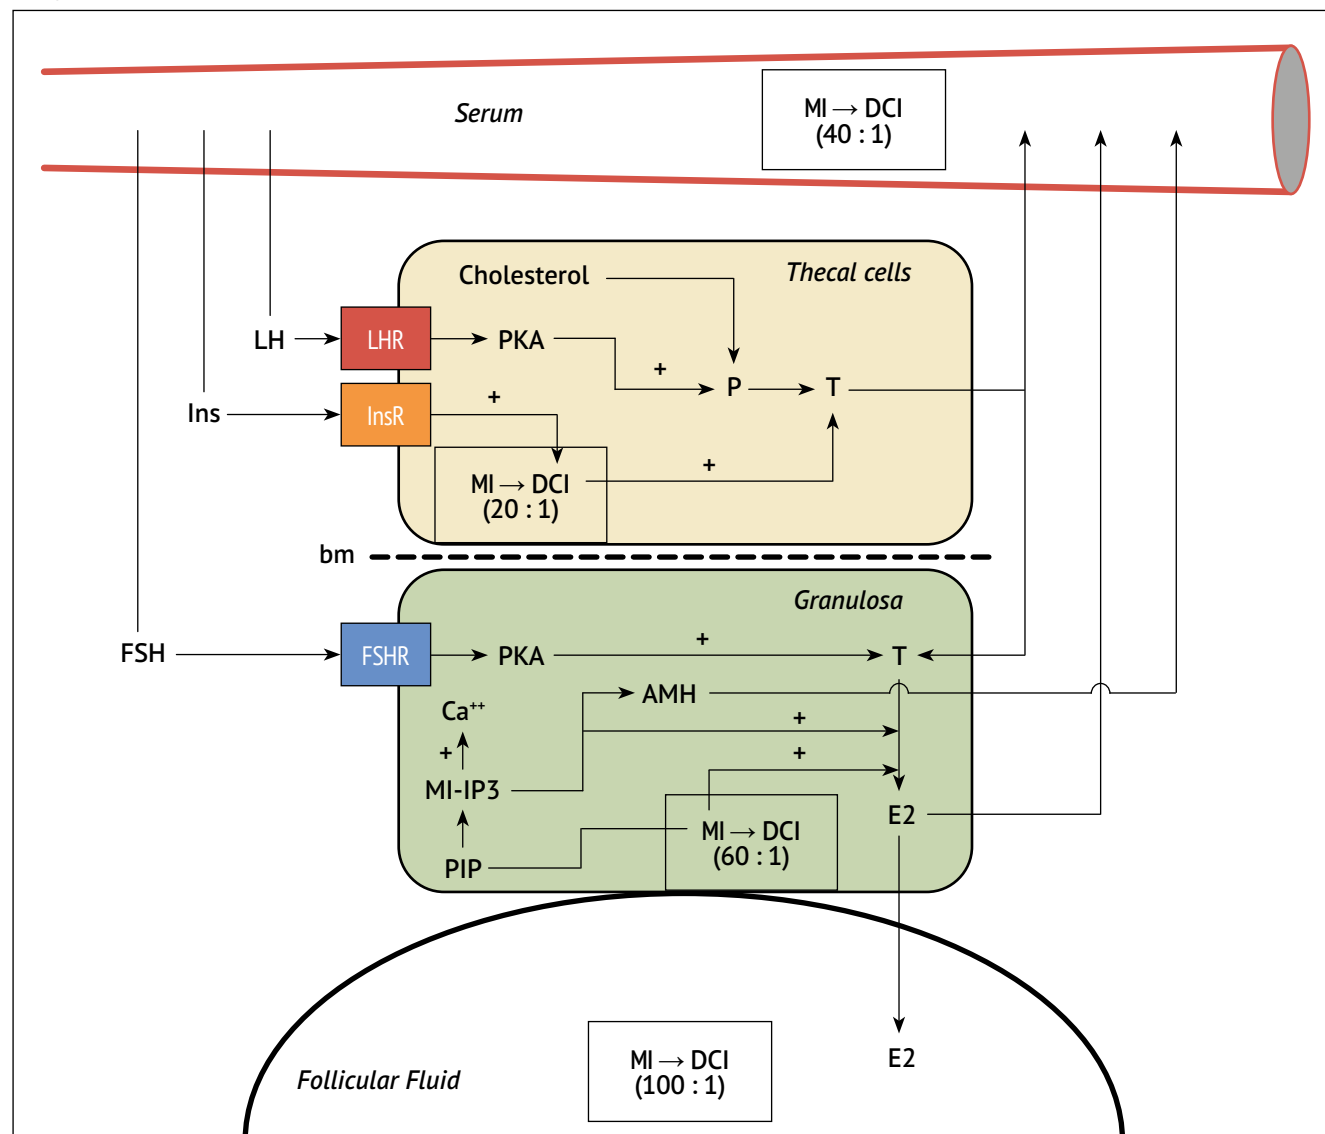 Serum
MI → DCI
(40 : 1)
Cholesterol
Thecal cells
LH
LHR
PKA
+
P
T
Ins
InsR
+
+
MI → DCI
(20 : 1)
bm
Granulosa
FSH
FSHR
PKA
+
T
AMH
Ca++
+
+
+
MI-IP3
E2
MI → DCI
(60 : 1)
PIP
MI → DCI
(100 : 1)
E2
Follicular Fluid